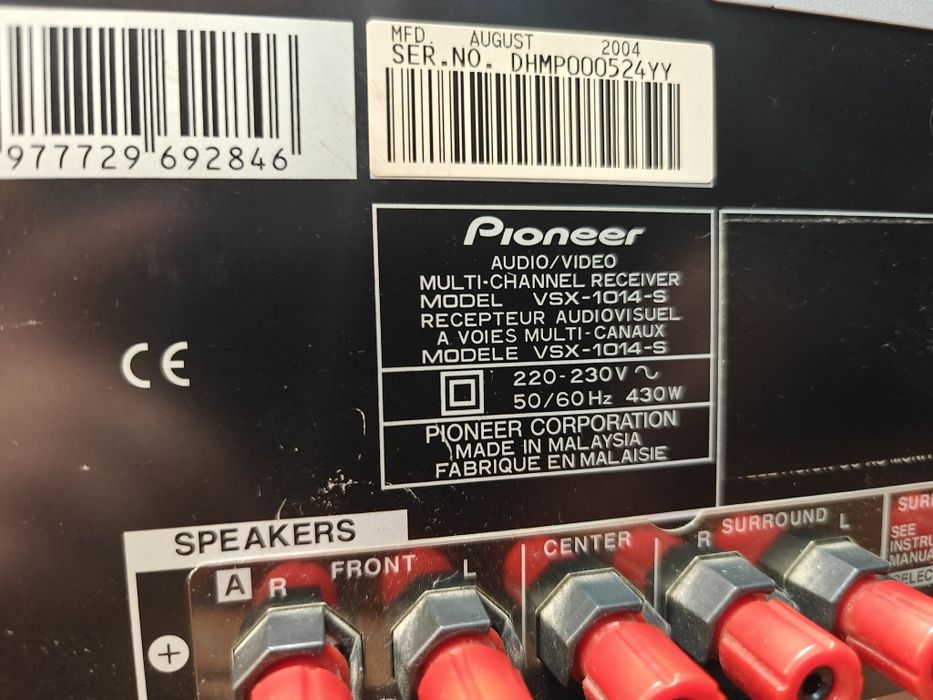 977729 692846
MFD. AUGUST 2004
SER.NO. DHMP000524YY
Pioneer
AUDIO/VIDEO
MULTI-CHANNEL RECEIVER
MODEL VSX-1014-S
RECEPTEUR AUDIOVISUEL
A VOIES MULTI-CANAUX
MODELE VSX-1014-S
CE
220-230V ~
50/60Hz 430W
PIONEER CORPORATION
MADE IN MALAYSIA
FABRIQUE EN MALAISIE
SPEAKERS
A R FRONT L
CENTER
R SURROUND L
SEE
+